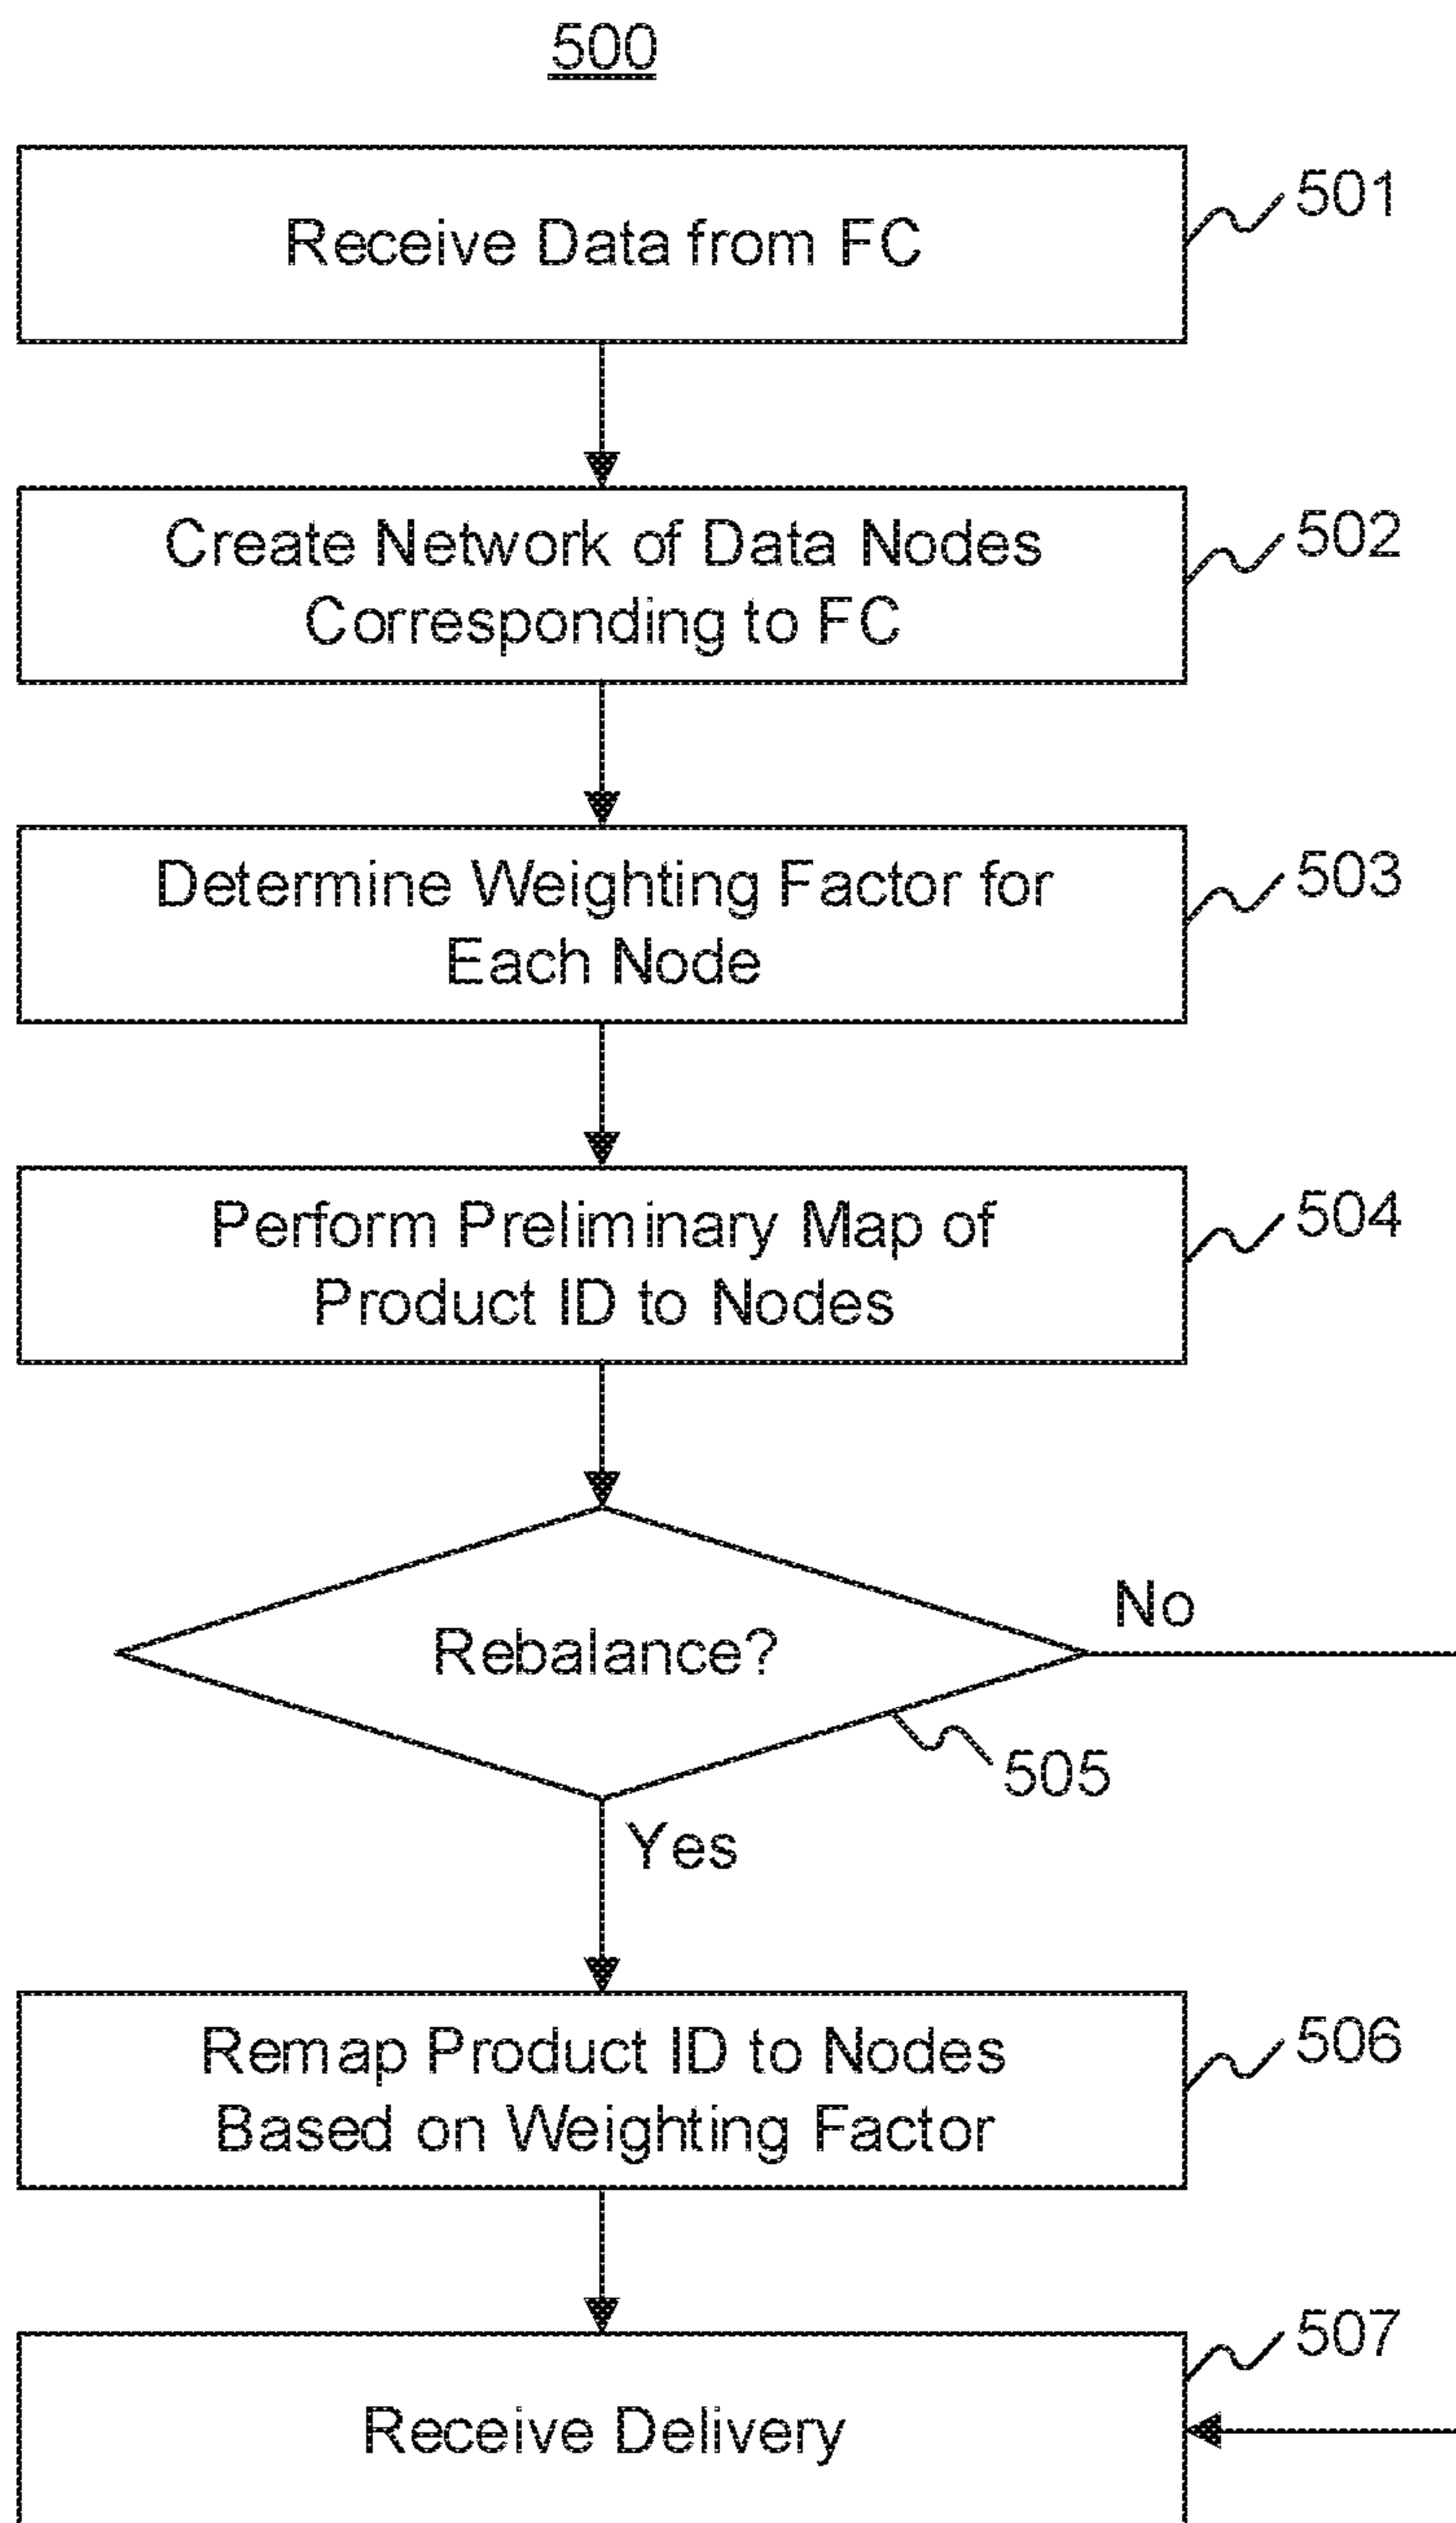 500
Receive Data from FC
501
Create Network of Data Nodes
Corresponding to FC
502
Determine Weighting Factor for
Each Node
503
Perform Preliminary Map of
Product ID to Nodes
504
Rebalance?
No
505
Yes
Remap Product ID to Nodes
Based on Weighting Factor
506
507
Receive Delivery